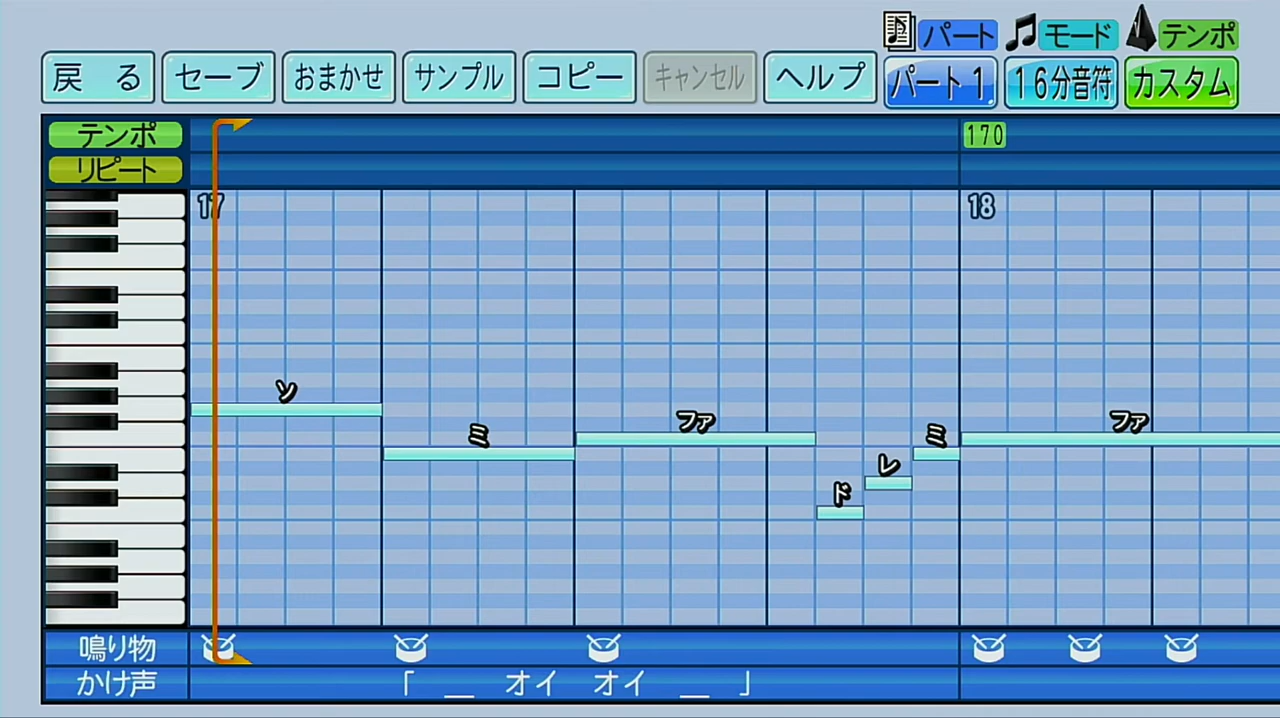 パート モード テンポ
戻る セーブ おまかせ サンプル コピー キャンセル ヘルプ パート1 16分音符 カスタム
テンポ 170
リピート
17 18
ソ
ファ ファ
ミ ミ
レ
ド
鳴り物
かけ声 「 __ オイ オイ __ 」